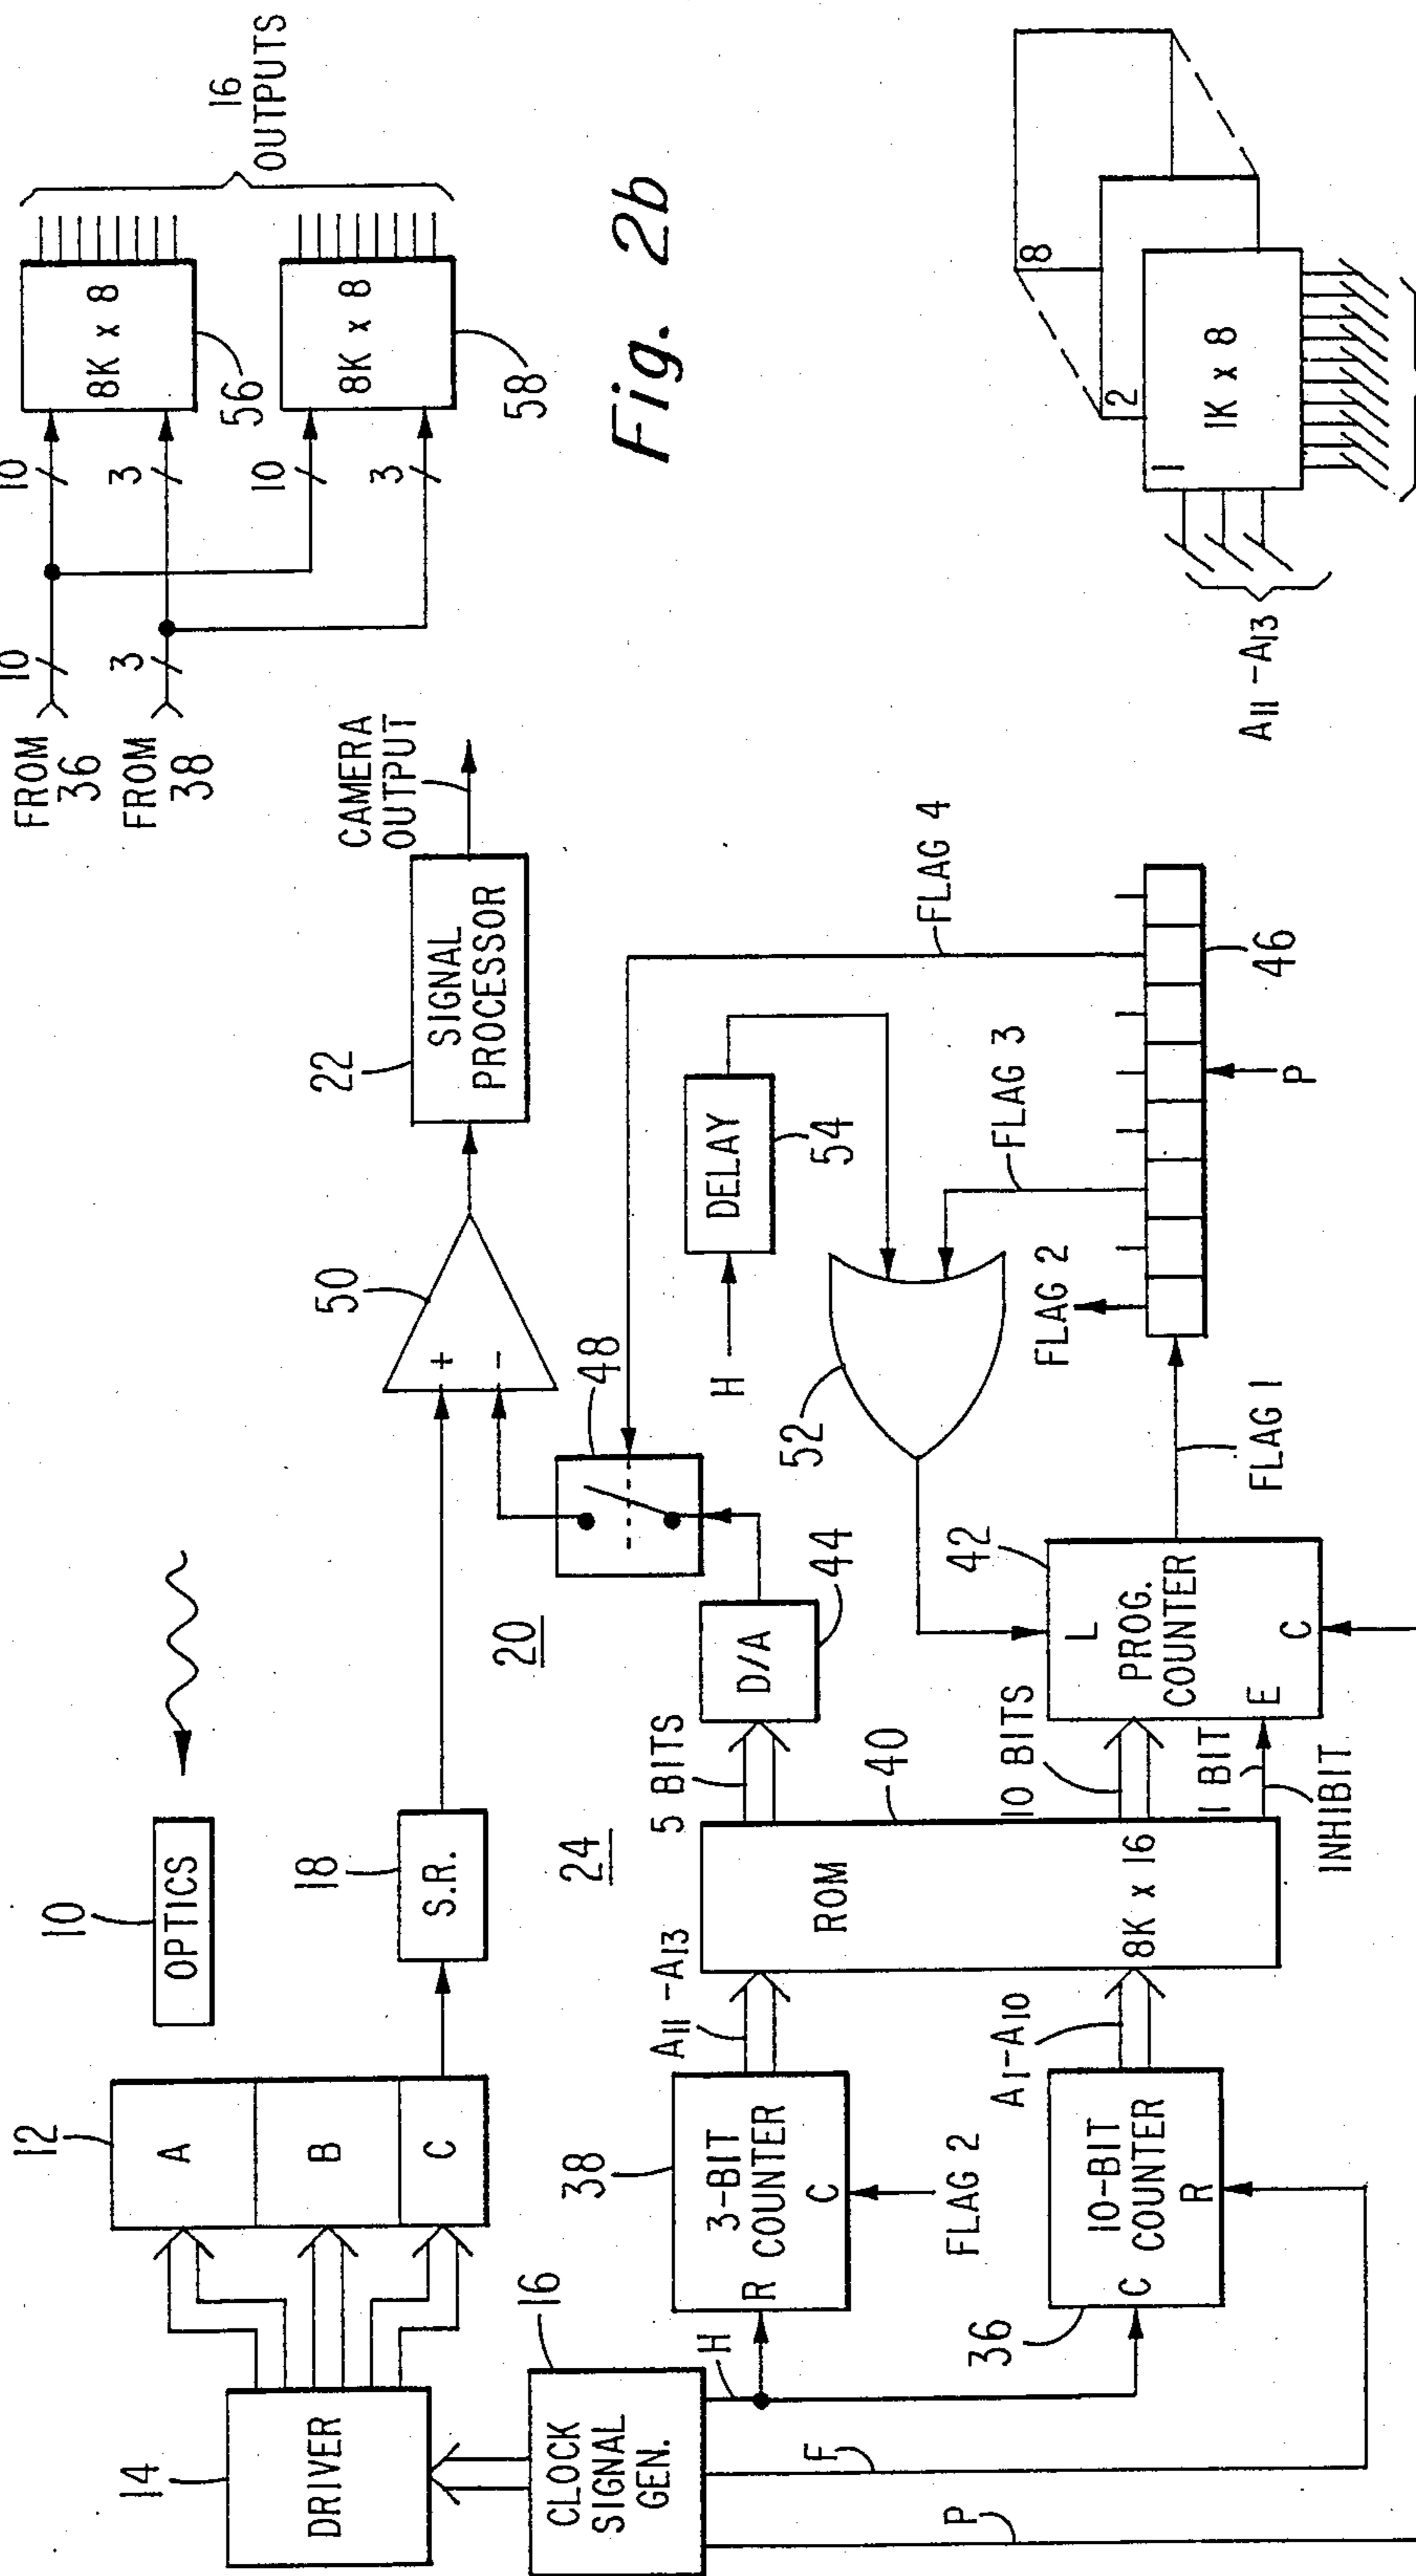 10
OPTICS
12
A
B
C
14
DRIVER
16
CLOCK
SIGNAL
GEN.
18
S.R.
20
50
+
-
22
SIGNAL
PROCESSOR
CAMERA
OUTPUT
24
H
F
P
38
3-BIT
COUNTER
R
C
FLAG 2
A11 -A13
36
10-BIT
COUNTER
C
R
A1-A10
ROM
8K x 16
40
5 BITS
D/A
44
48
10 BITS
1 BIT
INHIBIT
42
PROG.
COUNTER
L
E
C
52
H
DELAY
54
FLAG 1
FLAG 2
FLAG 3
FLAG 4
46
P
FROM
36
FROM
38
10
3
10
3
10
3
8K x 8
56
8K x 8
58
16
OUTPUTS
Fig. 2b
1
2
8
1K x 8
A11 -A13